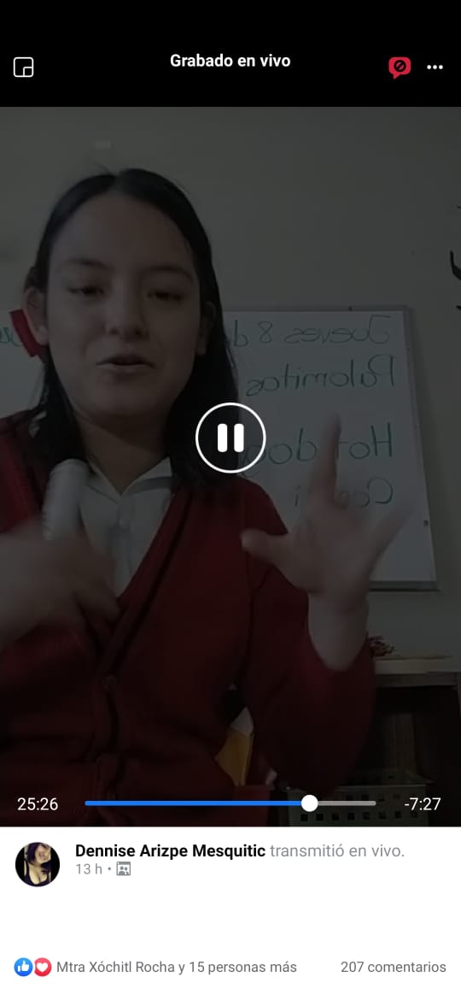 Grabado en vivo
Jueves 8 d
Palomitas
Hot dog
25:26
-7:27
Dennise Arizpe Mesquitic transmitió en vivo.
13 h
Mtra Xóchitl Rocha y 15 personas más
207 comentarios